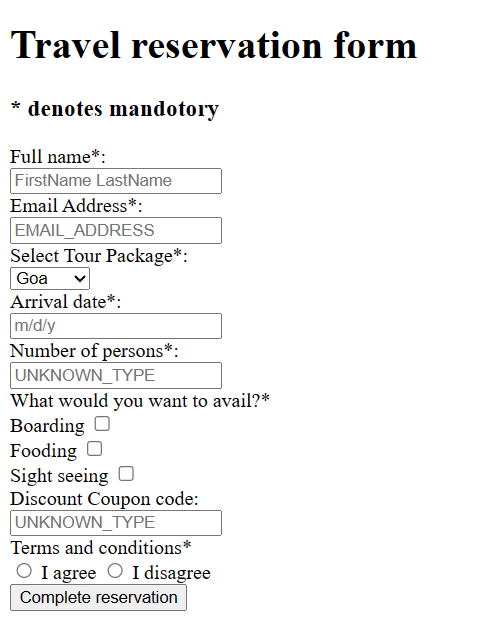 Travel reservation form
* denotes mandotory
Full name*:
FirstName LastName
Email Address*:
EMAIL_ADDRESS
Select Tour Package*:
Goa
Arrival date*:
m/d/y
Number of persons*:
UNKNOWN_TYPE
What would you want to avail?*
Boarding
Fooding
Sight seeing
Discount Coupon code:
UNKNOWN_TYPE
Terms and conditions*
I agree I disagree
Complete reservation